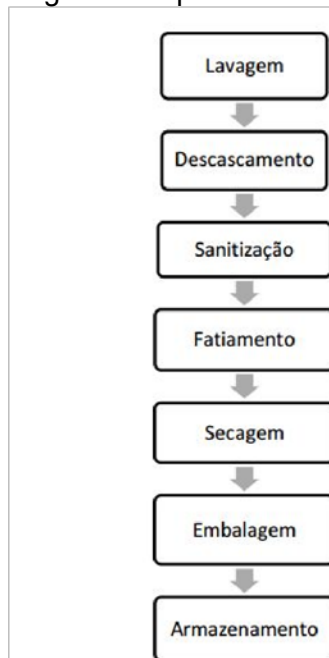 Lavagem
Descascamento
Sanitização
Fatiamento
Secagem
Embalagem
Armazenamento